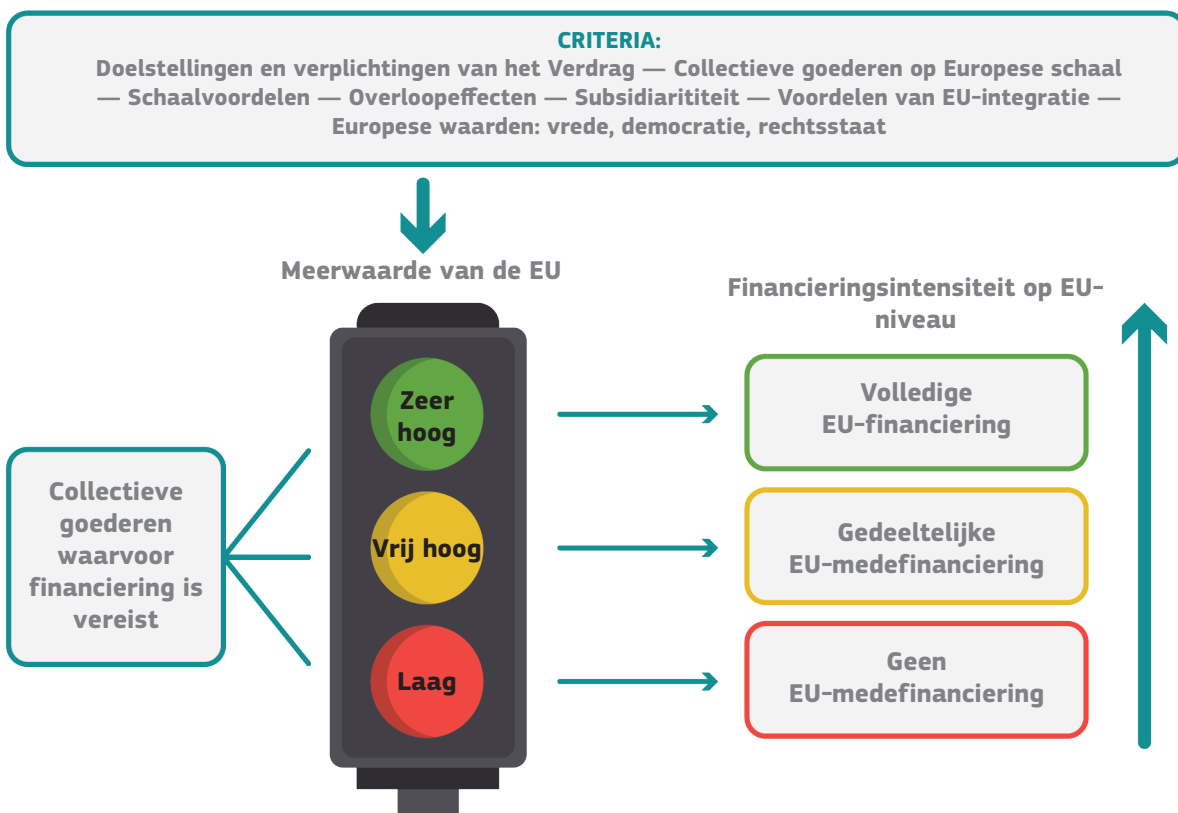 CRITERIA:
Doelstellingen en verplichtingen van het Verdrag — Collectieve goederen op Europese schaal
— Schaalvoordelen — Overloopeffecten — Subsidiarititeit — Voordelen van EU-integratie —
Europese waarden: vrede, democratie, rechtsstaat
Meerwaarde van de EU
Financieringsintensiteit op EU-
niveau
Collectieve
goederen
waarvoor
financiering is
vereist
Zeer
hoog
Volledige
EU-financiering
Vrij hoog
Gedeeltelijke
EU-medefinanciering
Laag
Geen
EU-medefinanciering